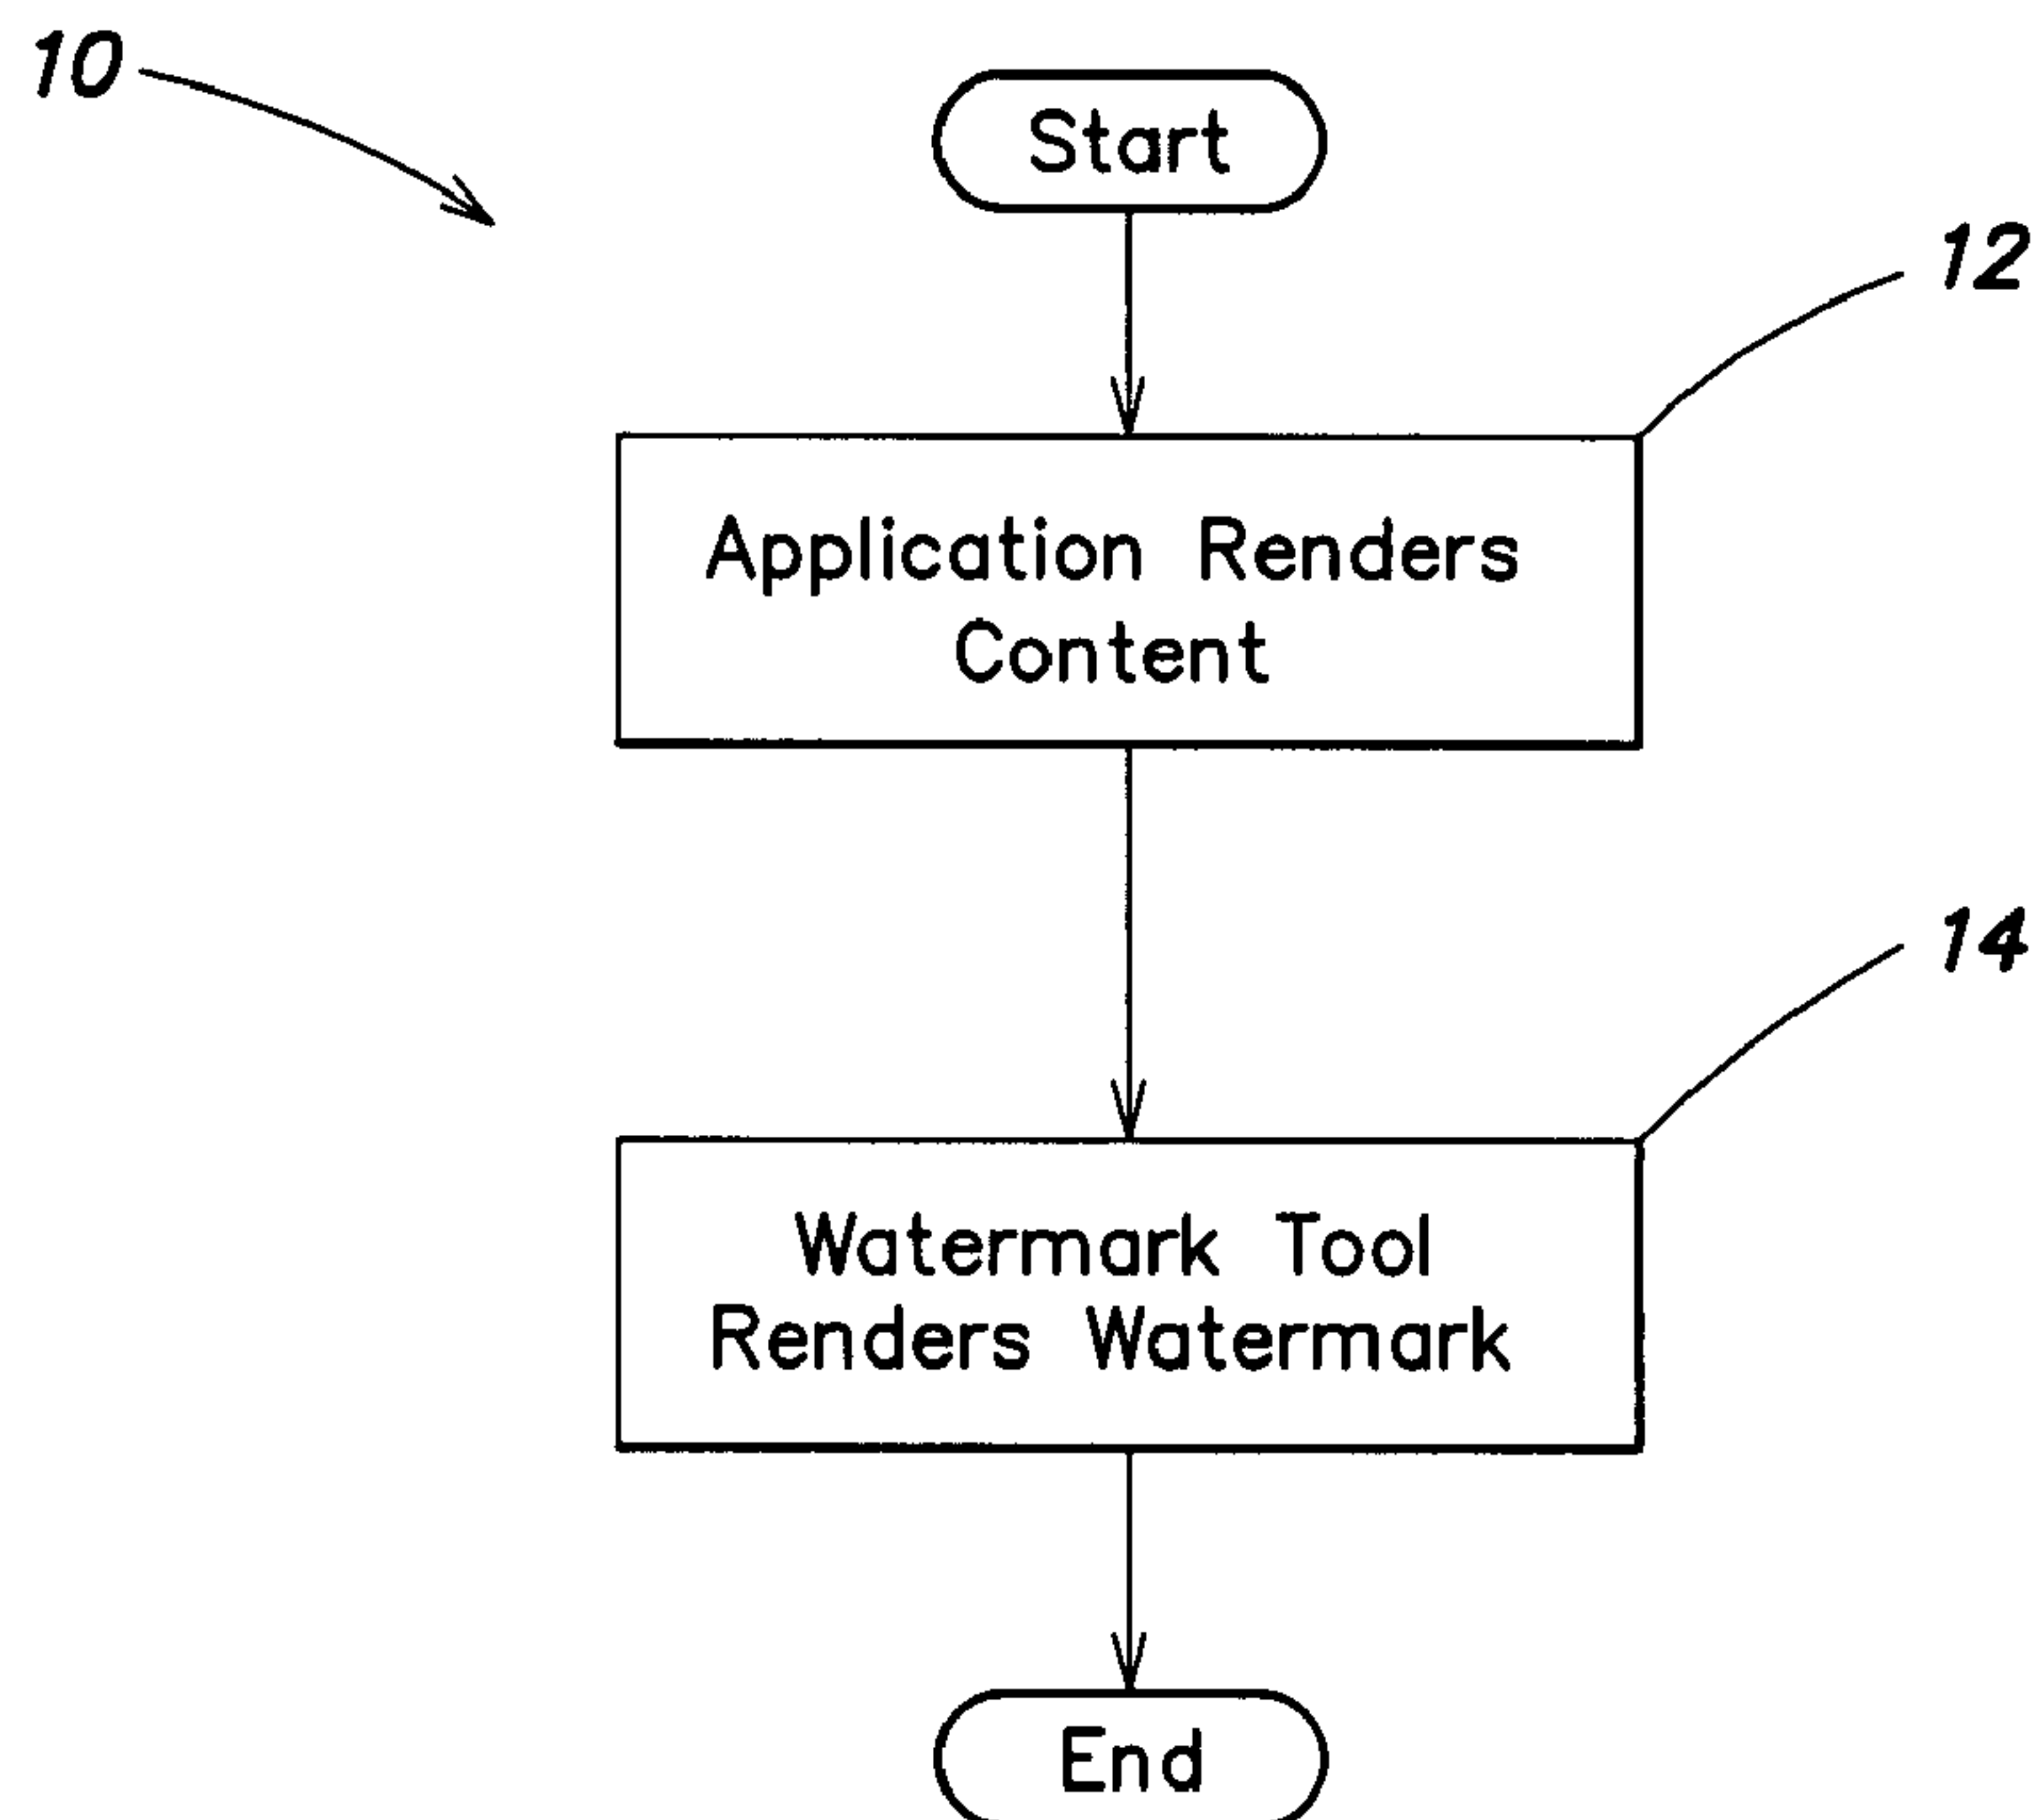 10
Start
12
Application Renders
Content
14
Watermark Tool
Renders Watermark
End